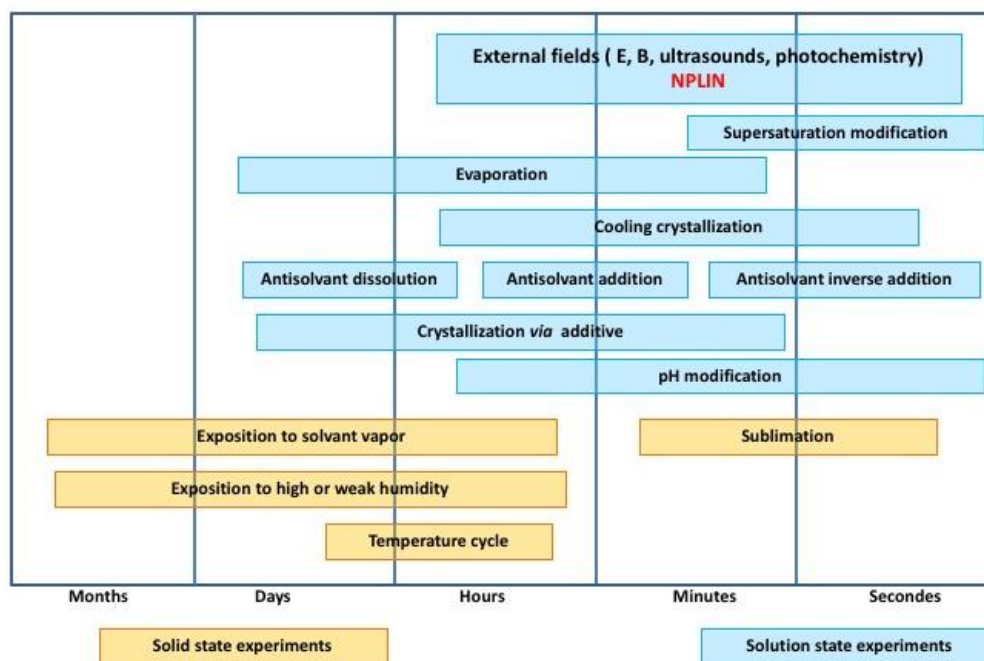 External fields ( E, B, ultrasounds, photochemistry)
NPLIN
Supersaturation modification
Evaporation
Cooling crystallization
Antisolvant dissolution
Antisolvant addition
Antisolvant inverse addition
Crystallization via additive
pH modification
Exposition to solvant vapor
Sublimation
Exposition to high or weak humidity
Temperature cycle
Months
Days
Hours
Minutes
Secondes
Solid state experiments
Solution state experiments